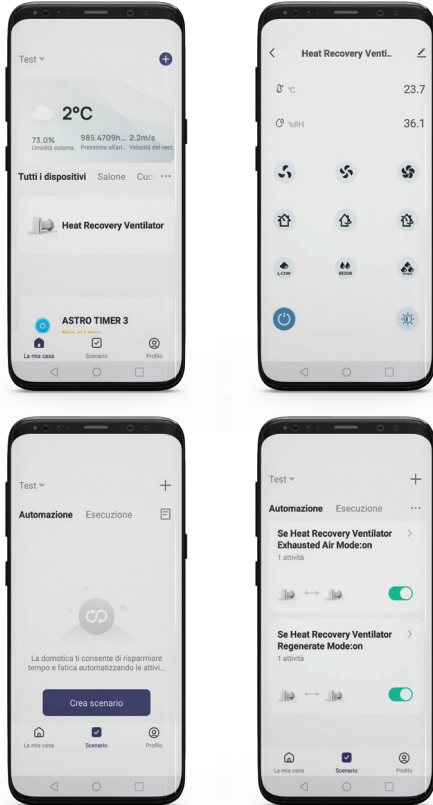 Test
2°C
73.0%
985.4709h..
2.2m/s
Umidità esterna
Pressione all'ari..
Velocità del vent
Tutti i dispositivi
Salone
Cuc
Heat Recovery Ventilator
ASTRO TIMER 3
La mia casa
Scenario
Profilo
Heat Recovery Venti..
°C
23.7
%RH
36.1
LOW
MEDIUM
Test
Automazione
Esecuzione
La domotica ti consente di risparmiare
tempo e fatica automatizzando le attivi...
Crea scenario
La mia casa
Scenario
Profilo
Test
Automazione
Esecuzione
Se Heat Recovery Ventilator
Exhausted Air Mode:on
1 attività
Se Heat Recovery Ventilator
Regenerate Mode:on
1 attività
La mia casa
Scenario
Profilo